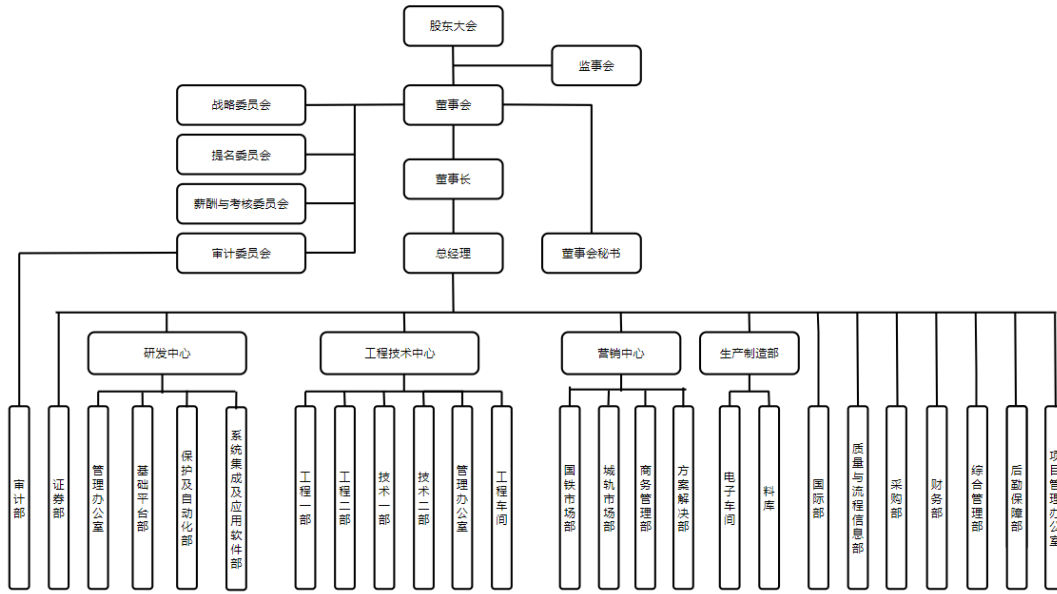 股东大会
监事会
战略委员会
董事会
提名委员会
董事长
薪酬与考核委员会
审计委员会
总经理
董事会秘书
研发中心
工程技术中心
营销中心
生产制造部
审计部
证券部
管理办公室
基础平台部
保护及自动化部
系统集成及应用软件部
工程一部
工程二部
技术一部
技术二部
管理办公室
工程车间
国铁市场部
城轨市场部
商务管理部
方案解决部
电子车间
料库
国际部
质量与流程信息部
采购部
财务部
综合管理部
后勤保障部
项目管理办公室